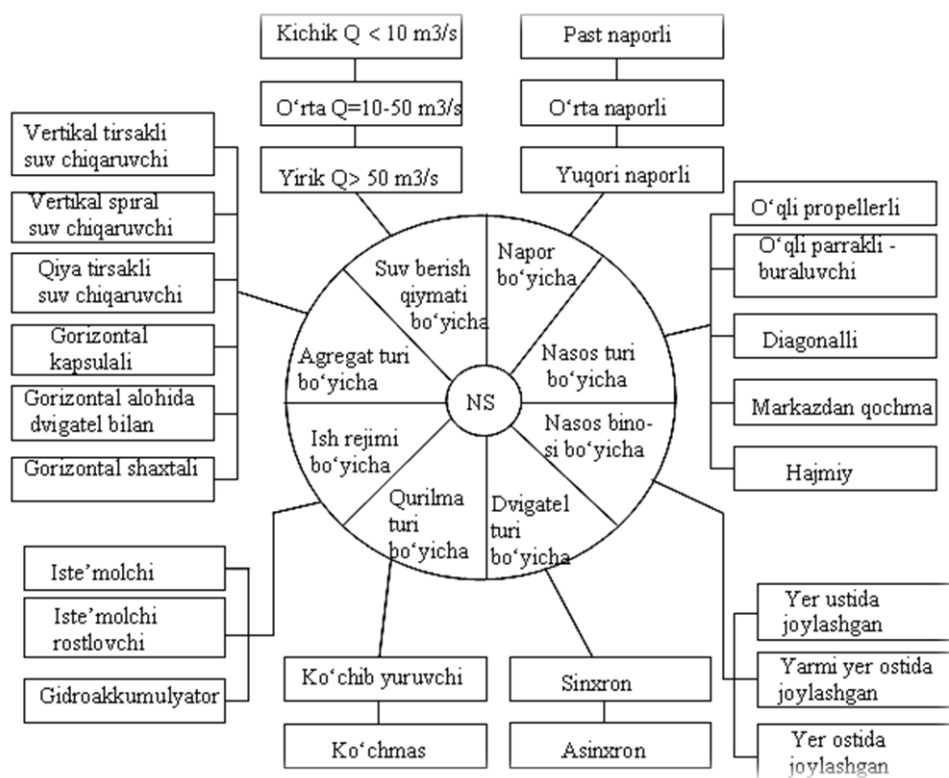 Kichik Q < 10 m3/s
O‘rta Q=10-50 m3/s
Yirik Q> 50 m3/s
Past naporli
O‘rta naporli
Yuqori naporli
Vertikal tirsakli
suv chiqaruvchi
Vertikal spiral
suv chiqaruvchi
Qiya tirsakli
suv chiqaruvchi
Gorizontal
kapsulali
Gorizontal alohida
dvigatel bilan
Gorizontal shaxtali
O‘qli propellerli
O‘qli parrakli -
buraluvchi
Diagonalli
Markazdan qochma
Hajmiy
Suv berish
qiymati
bo‘yicha
Napor
bo‘yicha
Agregat turi
bo‘yicha
Nasos turi
bo‘yicha
NS
Ish rejimi
bo‘yicha
Nasos bino-
si bo‘yicha
Qurilma
turi
bo‘yicha
Dvigatel
turi
bo‘yicha
Iste’molchi
Iste’molchi
rostlovchi
Gidroakkumulyator
Ko‘chib yuruvchi
Ko‘chmas
Sinxron
Asinxron
Yer ustida
joylashgan
Yarmi yer ostida
joylashgan
Yer ostida
joylashgan